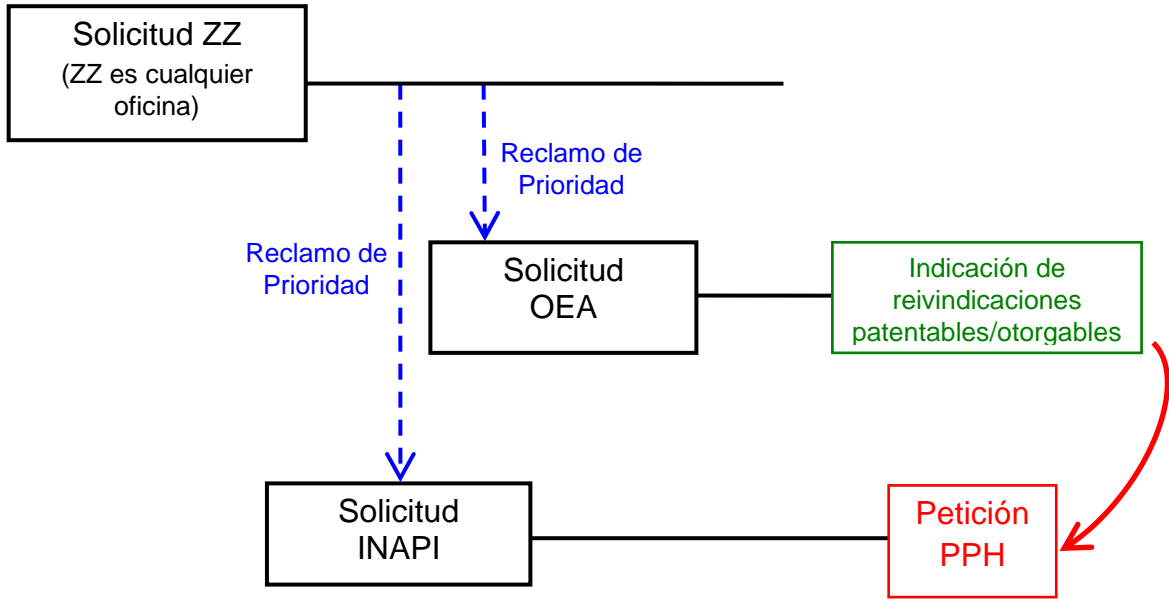 Solicitud ZZ
(ZZ es cualquier
oficina)
Reclamo de
Prioridad
Reclamo de
Prioridad
Solicitud
OEA
Indicación de
reivindicaciones
patentables/otorgables
Solicitud
INAPI
Petición
PPH